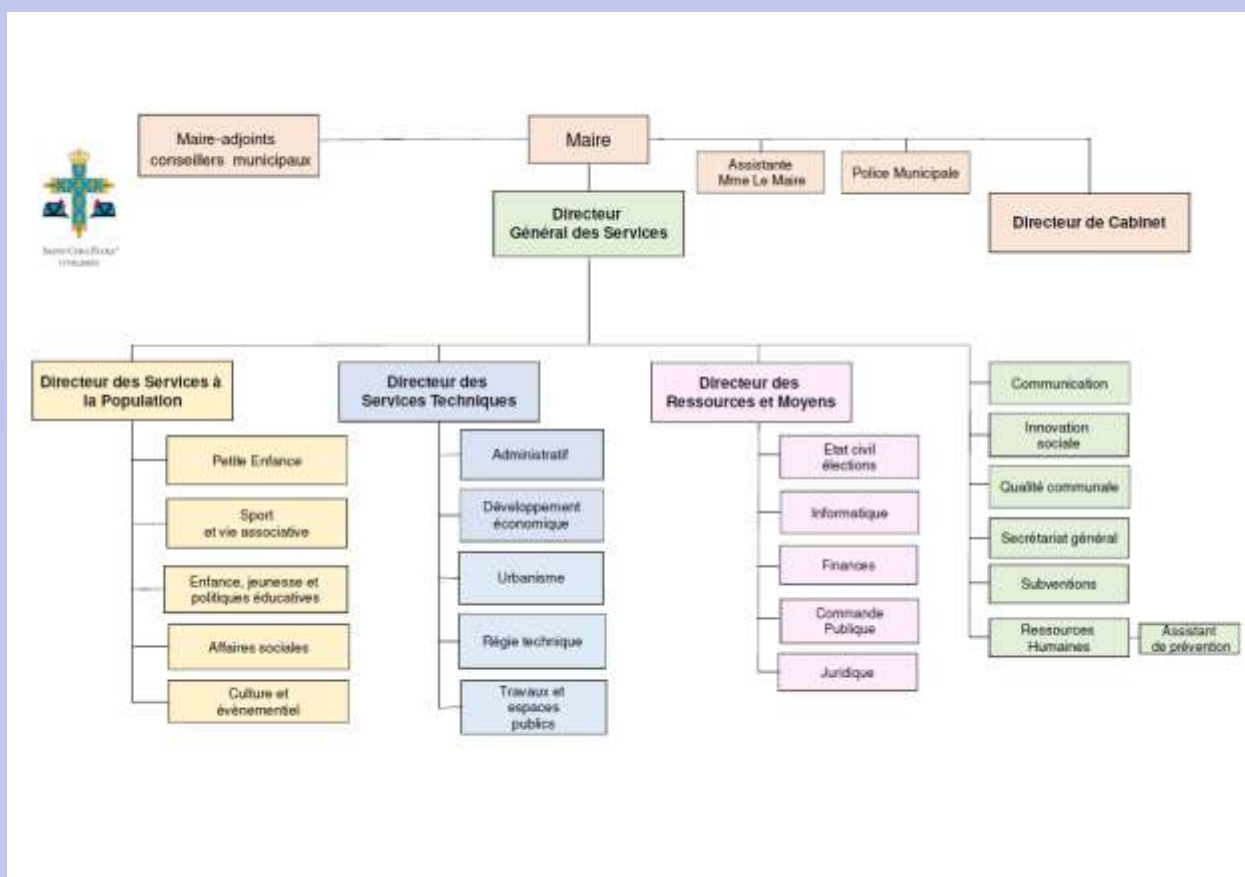 Maire-adjoints
conseillers municipaux
Maire
Assistante
Mme Le Maire
Police Municipale
Directeur de Cabinet
Directeur
Général des Services
Directeur des Services à
la Population
Petite Enfance
Sport
et vie associative
Enfance, jeunesse et
politiques éducatives
Affaires sociales
Culture et
évènementiel
Directeur des
Services Techniques
Administratif
Développement
économique
Urbanisme
Régie technique
Travaux et
espaces
publics
Directeur des
Ressources et Moyens
Etat civil
élections
Informatique
Finances
Commande
Publique
Juridique
Communication
Innovation
sociale
Qualité communale
Secrétariat général
Subventions
Ressources
Humaines
Assistant
de prévention